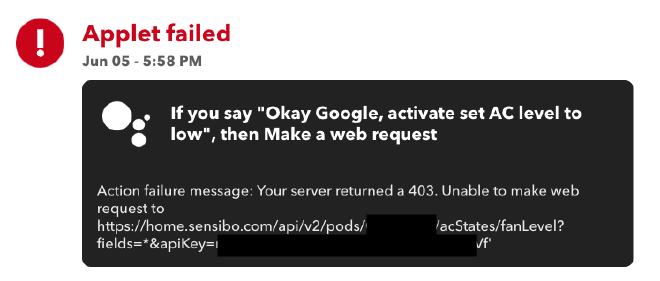 Applet failed
Jun 05 - 5:58 PM
If you say "Okay Google, activate set AC level to
low", then Make a web request
Action failure message: Your server returned a 403. Unable to make web
request to
https://home.sensibo.com/api/v2/pods/ /acStates/fanLevel?
fields=*&apiKey= Vf'